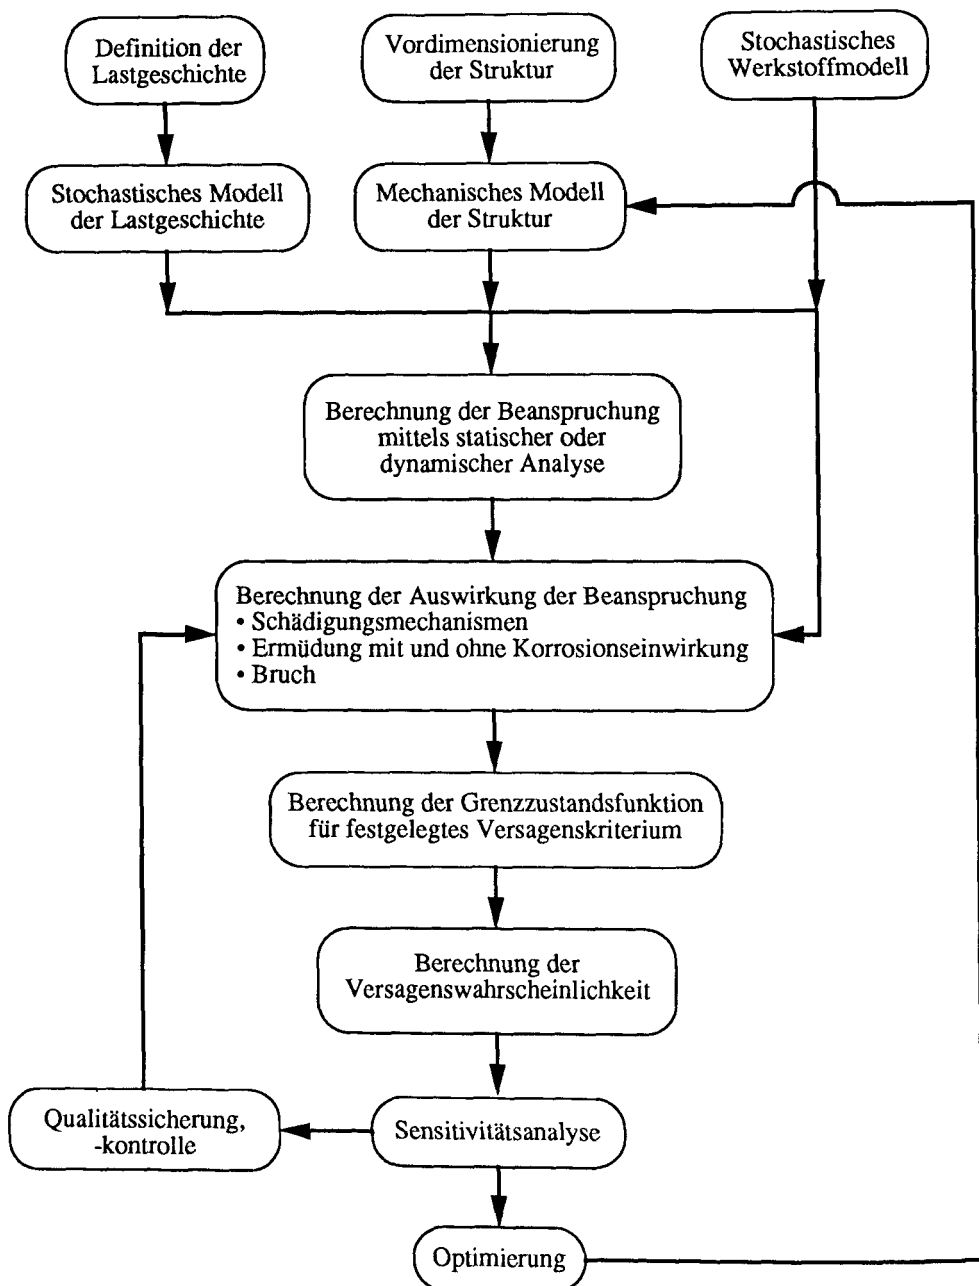 Definition der
Lastgeschichte
Vordimensionierung
der Struktur
Stochastisches
Werkstoffmodell
Stochastisches Modell
der Lastgeschichte
Mechanisches Modell
der Struktur
Berechnung der Beanspruchung
mittels statischer oder
dynamischer Analyse
Berechnung der Auswirkung der Beanspruchung
• Schädigungsmechanismen
• Ermüdung mit und ohne Korrosionseinwirkung
• Bruch
Berechnung der Grenzzustandsfunktion
für festgelegtes Versagenskriterium
Berechnung der
Versagenswahrscheinlichkeit
Qualitätssicherung,
-kontrolle
Sensitivitätsanalyse
Optimierung